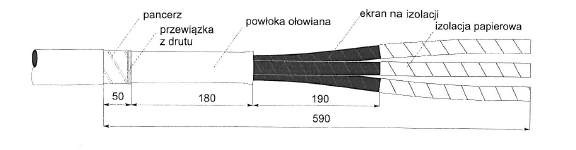 pancerz
przewiązka
z drutu
powłoka ołowiana
ekran na izolacji
izolacja papierowa
50
180
190
590